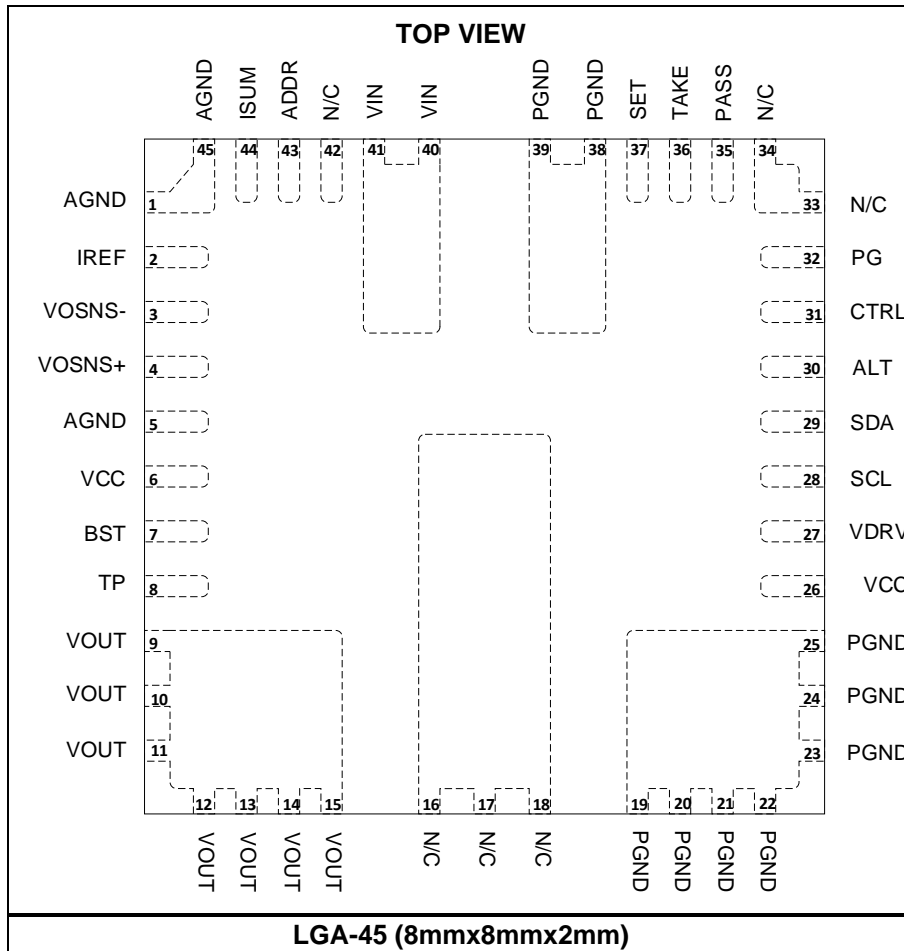 TOP VIEW
AGND
ISUM
ADDR
N/C
VIN
VIN
PGND
PGND
SET
TAKE
PASS
N/C
45
44
43
42
41
40
39
38
37
36
35
34
AGND
1
33
N/C
IREF
2
32
PG
VOSNS-
3
31
CTRL
VOSNS+
4
30
ALT
AGND
5
29
SDA
VCC
6
28
SCL
BST
7
27
VDRV
TP
8
26
VCC
VOUT
9
25
PGND
VOUT
10
24
PGND
VOUT
11
23
PGND
12
13
14
15
16
17
18
19
20
21
22
VOUT
VOUT
VOUT
VOUT
N/C
N/C
N/C
PGND
PGND
PGND
PGND
LGA-45 (8mmx8mmx2mm)